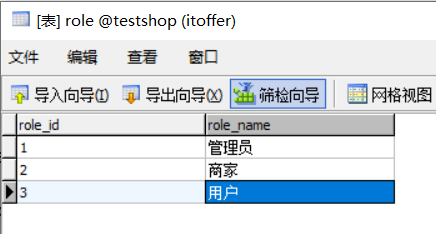 [表] role @testshop (itoffer)
文件 编辑 查看 窗口
导入向导(I) 导出向导(X) 筛检向导 网格视图
role_id role_name
1 管理员
2 商家
3 用户